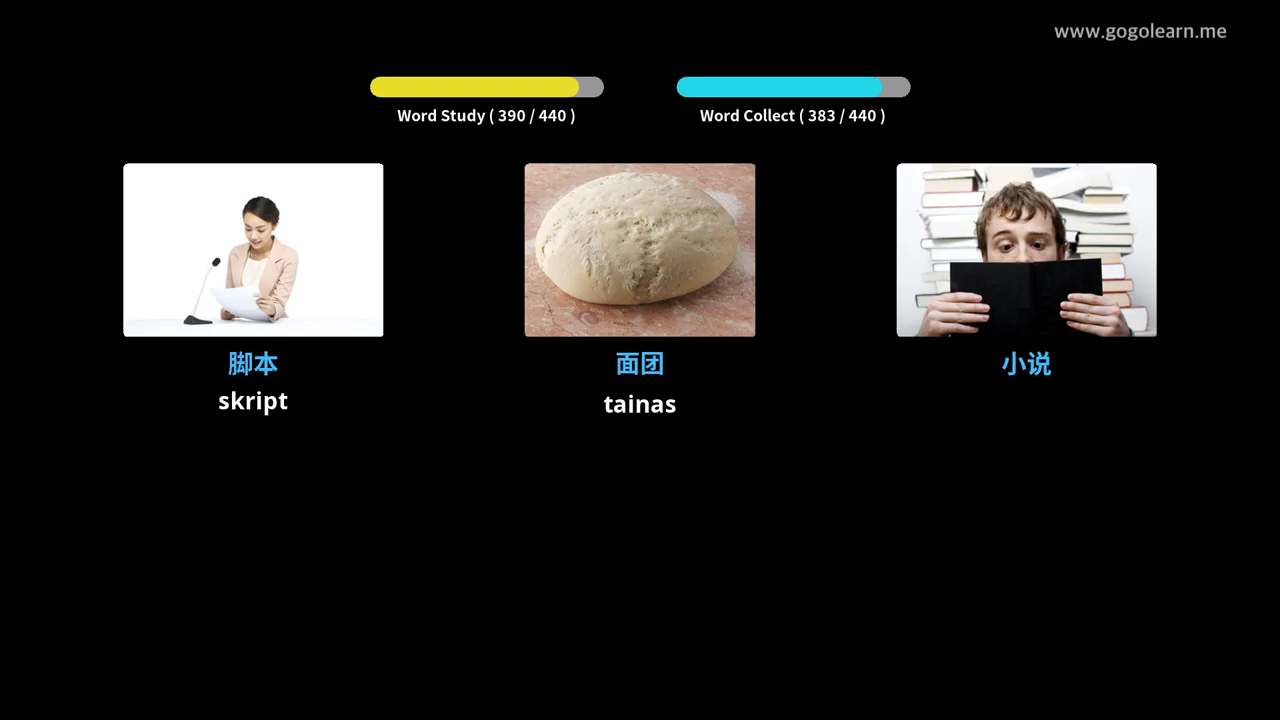 www.gogolearn.me
Word Study ( 390 / 440 )
Word Collect ( 383 / 440 )
脚本
面团
小说
skript
tainas